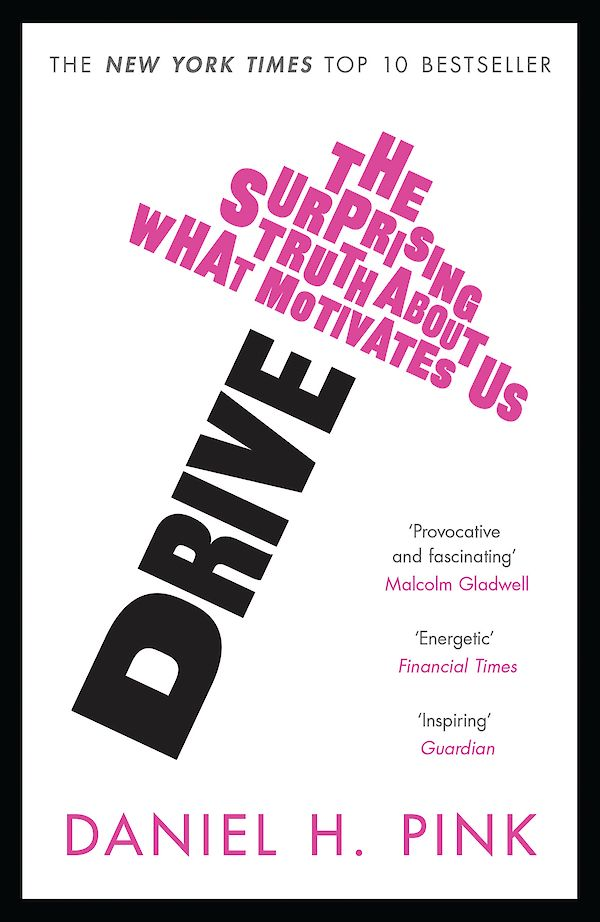 THE NEW YORK TIMES TOP 10 BESTSELLER
THE
SURPRISING
TRUTH ABOUT
WHAT MOTIVATES US
DRIVE
'Provocative
and fascinating'
Malcolm Gladwell
'Energetic'
Financial Times
'Inspiring'
Guardian
DANIEL H. PINK